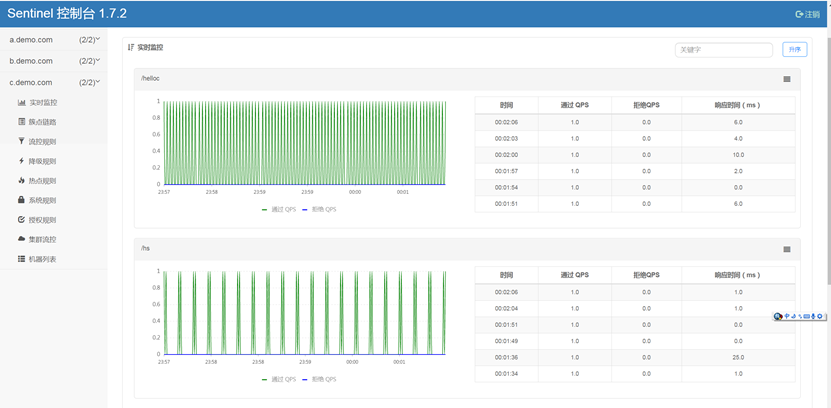 Sentinel 控制台 1.7.2
注销
a.demo.com (2/2)
b.demo.com (2/2)
c.demo.com (2/2)
实时监控
簇点链路
流控规则
降级规则
热点规则
系统规则
授权规则
集群流控
机器列表
实时监控
关键字
升序
/helloc
1
0.8
0.6
0.4
0.2
0
23:57 23:58 23:59 23:59 00:00 00:01
通过 QPS 拒绝 QPS
时间 通过 QPS 拒绝QPS 响应时间（ms）
00:02:06 1.0 0.0 6.0
00:02:03 1.0 0.0 4.0
00:02:00 1.0 0.0 10.0
00:01:57 1.0 0.0 2.0
00:01:54 1.0 0.0 0.0
00:01:51 1.0 0.0 6.0
/hs
1
0.8
0.6
0.4
0.2
0
23:57 23:58 23:58 23:59 00:00 00:01
通过 QPS 拒绝 QPS
时间 通过 QPS 拒绝QPS 响应时间（ms）
00:02:06 1.0 0.0 1.0
00:02:04 1.0 0.0 1.0
00:01:51 1.0 0.0 0.0
00:01:49 1.0 0.0 0.0
00:01:36 1.0 0.0 25.0
00:01:34 1.0 0.0 1.0
中